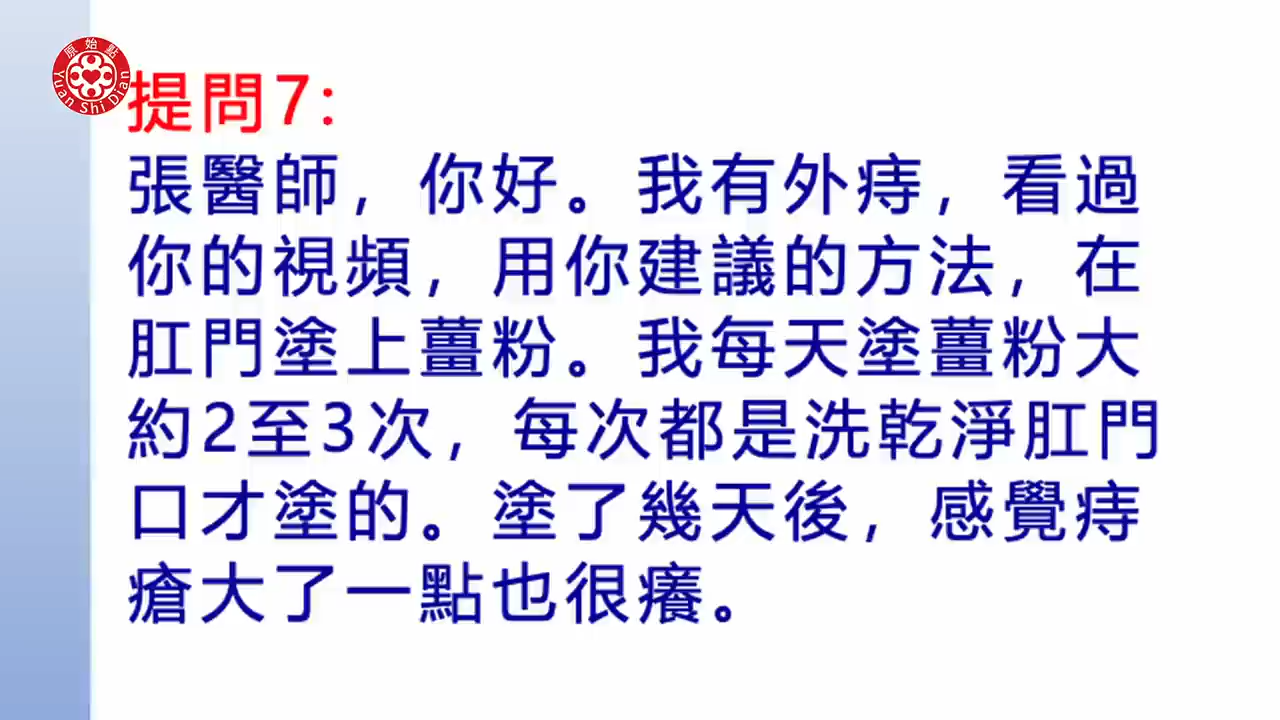 原始點
Yuan Shi Dian
提問7:
張醫師，你好。我有外痔，看過
你的視頻，用你建議的方法，在
肛門塗上薑粉。我每天塗薑粉大
約2至3次，每次都是洗乾淨肛門
口才塗的。塗了幾天後，感覺痔
瘡大了一點也很癢。